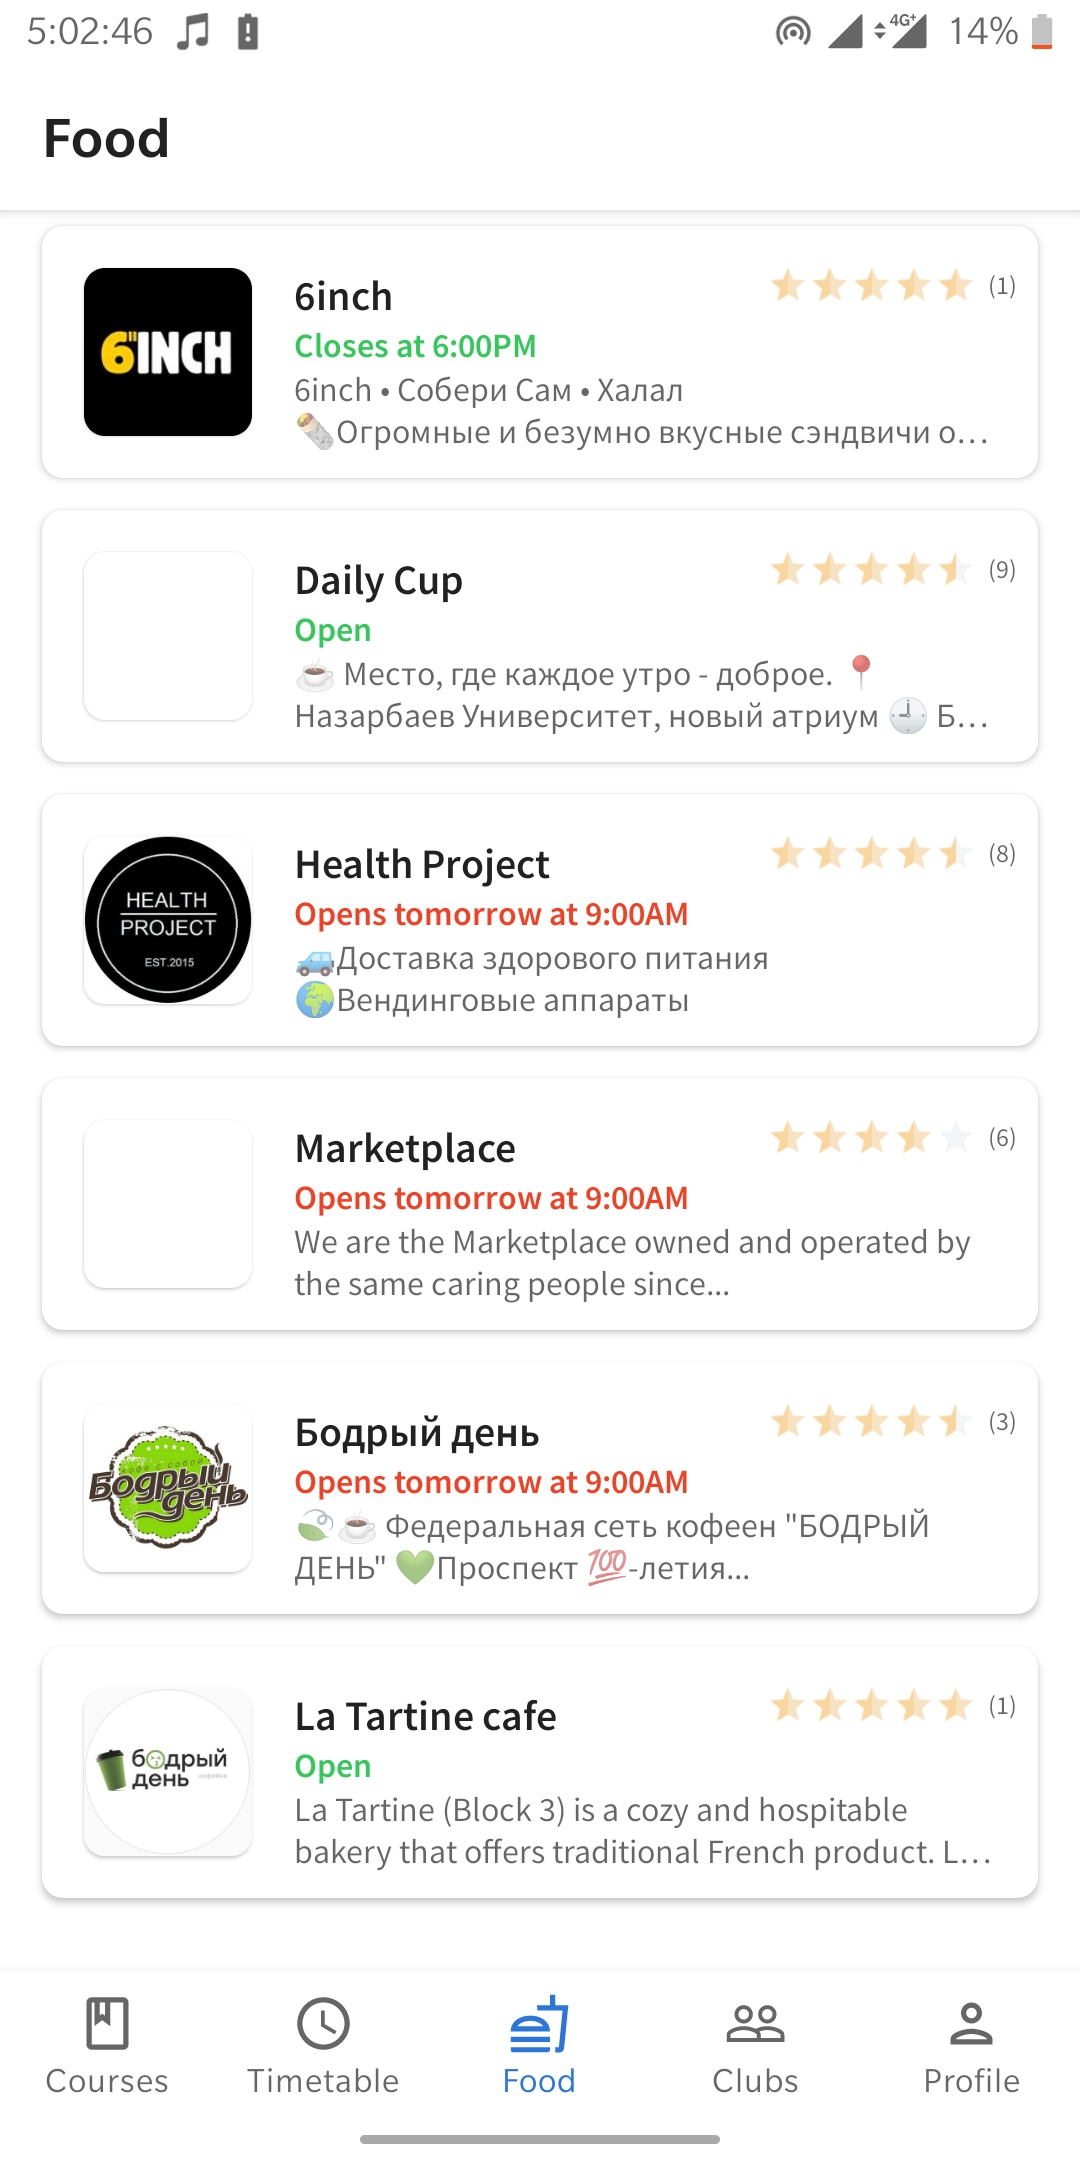 5:02:46 4G+ 14%
Food
6"INCH
6inch (1)
Closes at 6:00PM
6inch • Собери Сам • Халал
🌯Огромные и безумно вкусные сэндвичи о...
Daily Cup (9)
Open
☕ Место, где каждое утро - доброе. 📍
Назарбаев Университет, новый атриум 🕘 Б...
HEALTH
PROJECT
EST.2015
Health Project (8)
Opens tomorrow at 9:00AM
🚙Доставка здорового питания
🌍Вендинговые аппараты
Marketplace (6)
Opens tomorrow at 9:00AM
We are the Marketplace owned and operated by
the same caring people since...
КОФЕ С СОБОЙ
Бодрый
день
Бодрый день (3)
Opens tomorrow at 9:00AM
🍃☕ Федеральная сеть кофеен "БОДРЫЙ
ДЕНЬ" 💚Проспект 💯-летия...
бодрый
день
La Tartine cafe (1)
Open
La Tartine (Block 3) is a cozy and hospitable
bakery that offers traditional French product. L...
Courses Timetable Food Clubs Profile